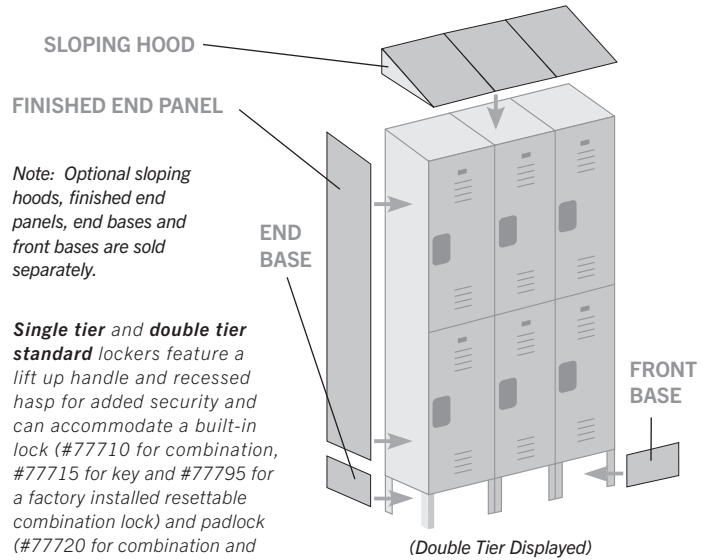 SLOPING HOOD
FINISHED END PANEL
Note: Optional sloping
hoods, finished end
panels, end bases and
front bases are sold
separately.
END
BASE
Single tier and double tier
standard lockers feature a
lift up handle and recessed
hasp for added security and
can accommodate a built-in
lock (#77710 for combination,
#77715 for key and #77795 for
a factory installed resettable
combination lock) and padlock
(#77720 for combination and
FRONT
BASE
(Double Tier Displayed)